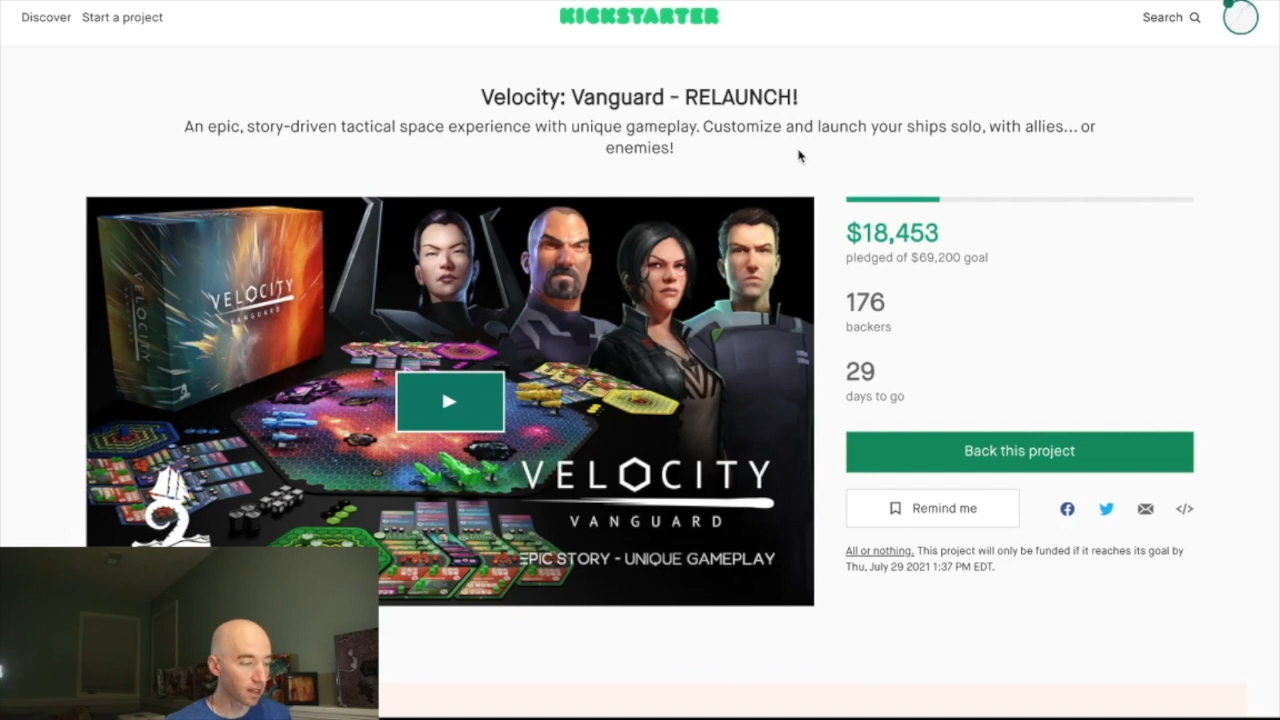 Discover Start a project
KICKSTARTER
Search
Velocity: Vanguard - RELAUNCH!
An epic, story-driven tactical space experience with unique gameplay. Customize and launch your ships solo, with allies... or
enemies!
VELOCITY
VANGUARD
VELOCITY
VELOCITY
VANGUARD
EPIC STORY - UNIQUE GAMEPLAY
$18,453
pledged of $69,200 goal
176
backers
29
days to go
Back this project
Remind me
All or nothing. This project will only be funded if it reaches its goal by
Thu, July 29 2021 1:37 PM EDT.